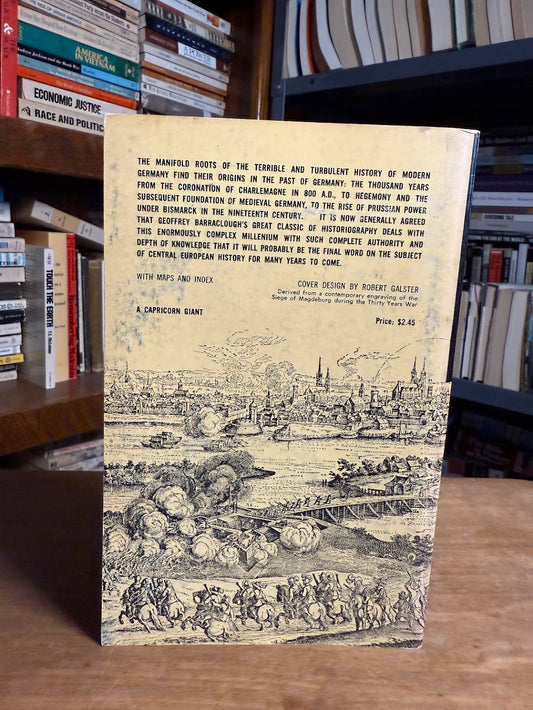 AMERICA IN VIETNAM
ECONOMIC JUSTICE
RACE AND POLITI
TOUCH THE EARTH
THE MANIFOLD ROOTS OF THE TERRIBLE AND TURBULENT HISTORY OF MODERN
GERMANY FIND THEIR ORIGINS IN THE PAST OF GERMANY: THE THOUSAND YEARS
FROM THE CORONATION OF CHARLEMAGNE IN 800 A.D., TO HEGEMONY AND THE
SUBSEQUENT FOUNDATION OF MEDIEVAL GERMANY, TO THE RISE OF PRUSSIAN POWER
UNDER BISMARCK IN THE NINETEENTH CENTURY. IT IS NOW GENERALLY AGREED
THAT GEOFFREY BARRACLOUGH'S GREAT CLASSIC OF HISTORIOGRAPHY DEALS WITH
THIS ENORMOUSLY COMPLEX MILLENIUM WITH SUCH COMPLETE AUTHORITY AND
DEPTH OF KNOWLEDGE THAT IT WILL PROBABLY BE THE FINAL WORD ON THE SUBJECT
OF CENTRAL EUROPEAN HISTORY FOR MANY YEARS TO COME.
WITH MAPS AND INDEX
COVER DESIGN BY ROBERT GALSTER
Derived from a contemporary engraving of the
Siege of Magdeburg during the Thirty Years War
A CAPRICORN GIANT
Price: $2.45